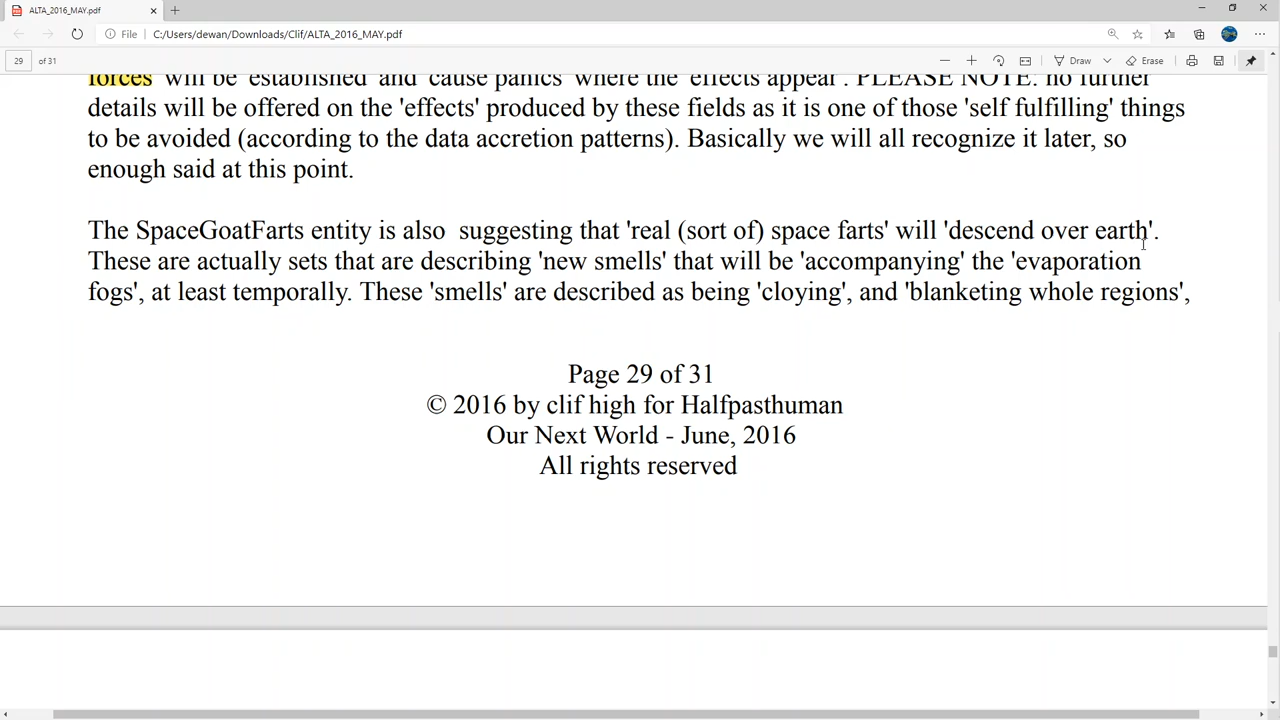 ALTA_2016_MAY.pdf
File C:/Users/dewan/Downloads/Clif/ALTA_2016_MAY.pdf
29 of 31 Draw Erase
forces' will be 'established' and 'cause panics' where the 'effects appear'. PLEASE NOTE: no further
details will be offered on the 'effects' produced by these fields as it is one of those 'self fulfilling' things
to be avoided (according to the data accretion patterns). Basically we will all recognize it later, so
enough said at this point.
The SpaceGoatFarts entity is also suggesting that 'real (sort of) space farts' will 'descend over earth'.
These are actually sets that are describing 'new smells' that will be 'accompanying' the 'evaporation
fogs', at least temporally. These 'smells' are described as being 'cloying', and 'blanketing whole regions',
Page 29 of 31
© 2016 by clif high for Halfpasthuman
Our Next World - June, 2016
All rights reserved